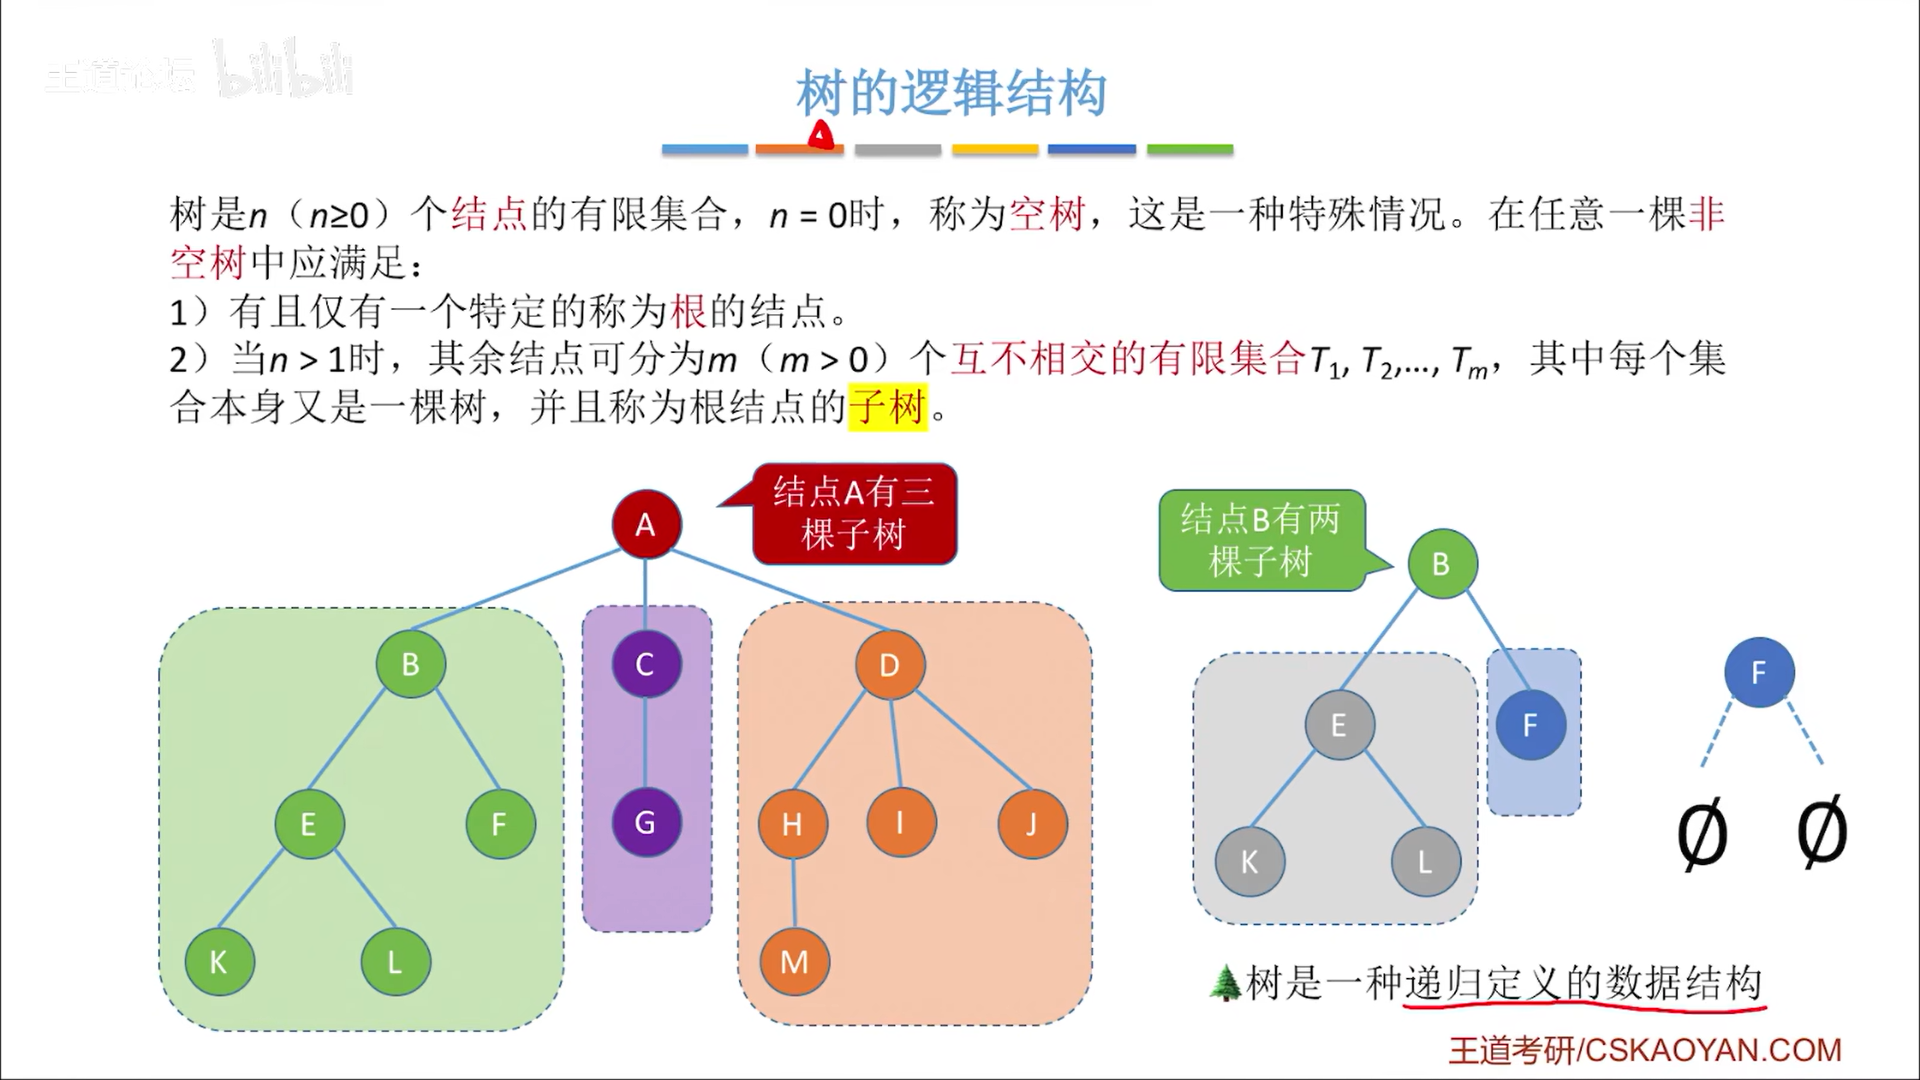 王道论坛 bilibili
树的逻辑结构
树是n（n≥0）个结点的有限集合，n = 0时，称为空树，这是一种特殊情况。在任意一棵非
空树中应满足：
1）有且仅有一个特定的称为根的结点。
2）当n > 1时，其余结点可分为m（m > 0）个互不相交的有限集合T1, T2,…, Tm，其中每个集
合本身又是一棵树，并且称为根结点的子树。
结点A有三
棵子树
A
B
C
D
E
F
G
H
I
J
K
L
M
结点B有两
棵子树
B
E
F
K
L
F
Ø Ø
🌲树是一种递归定义的数据结构
王道考研/CSKAOYAN.COM